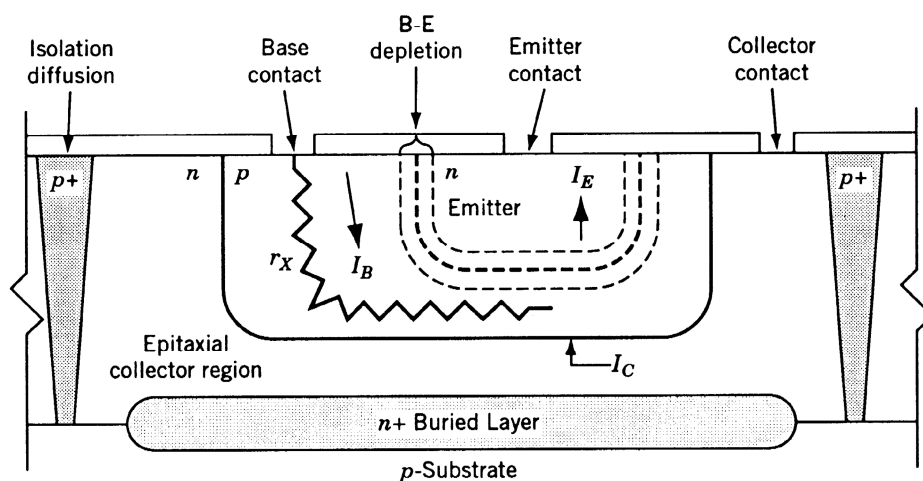 B-E
depletion
Isolation
diffusion
Base
contact
Emitter
contact
Collector
contact
p+
n
p
n
I_E
p+
Emitter
r_X
I_B
Epitaxial
collector region
I_C
n+ Buried Layer
p-Substrate